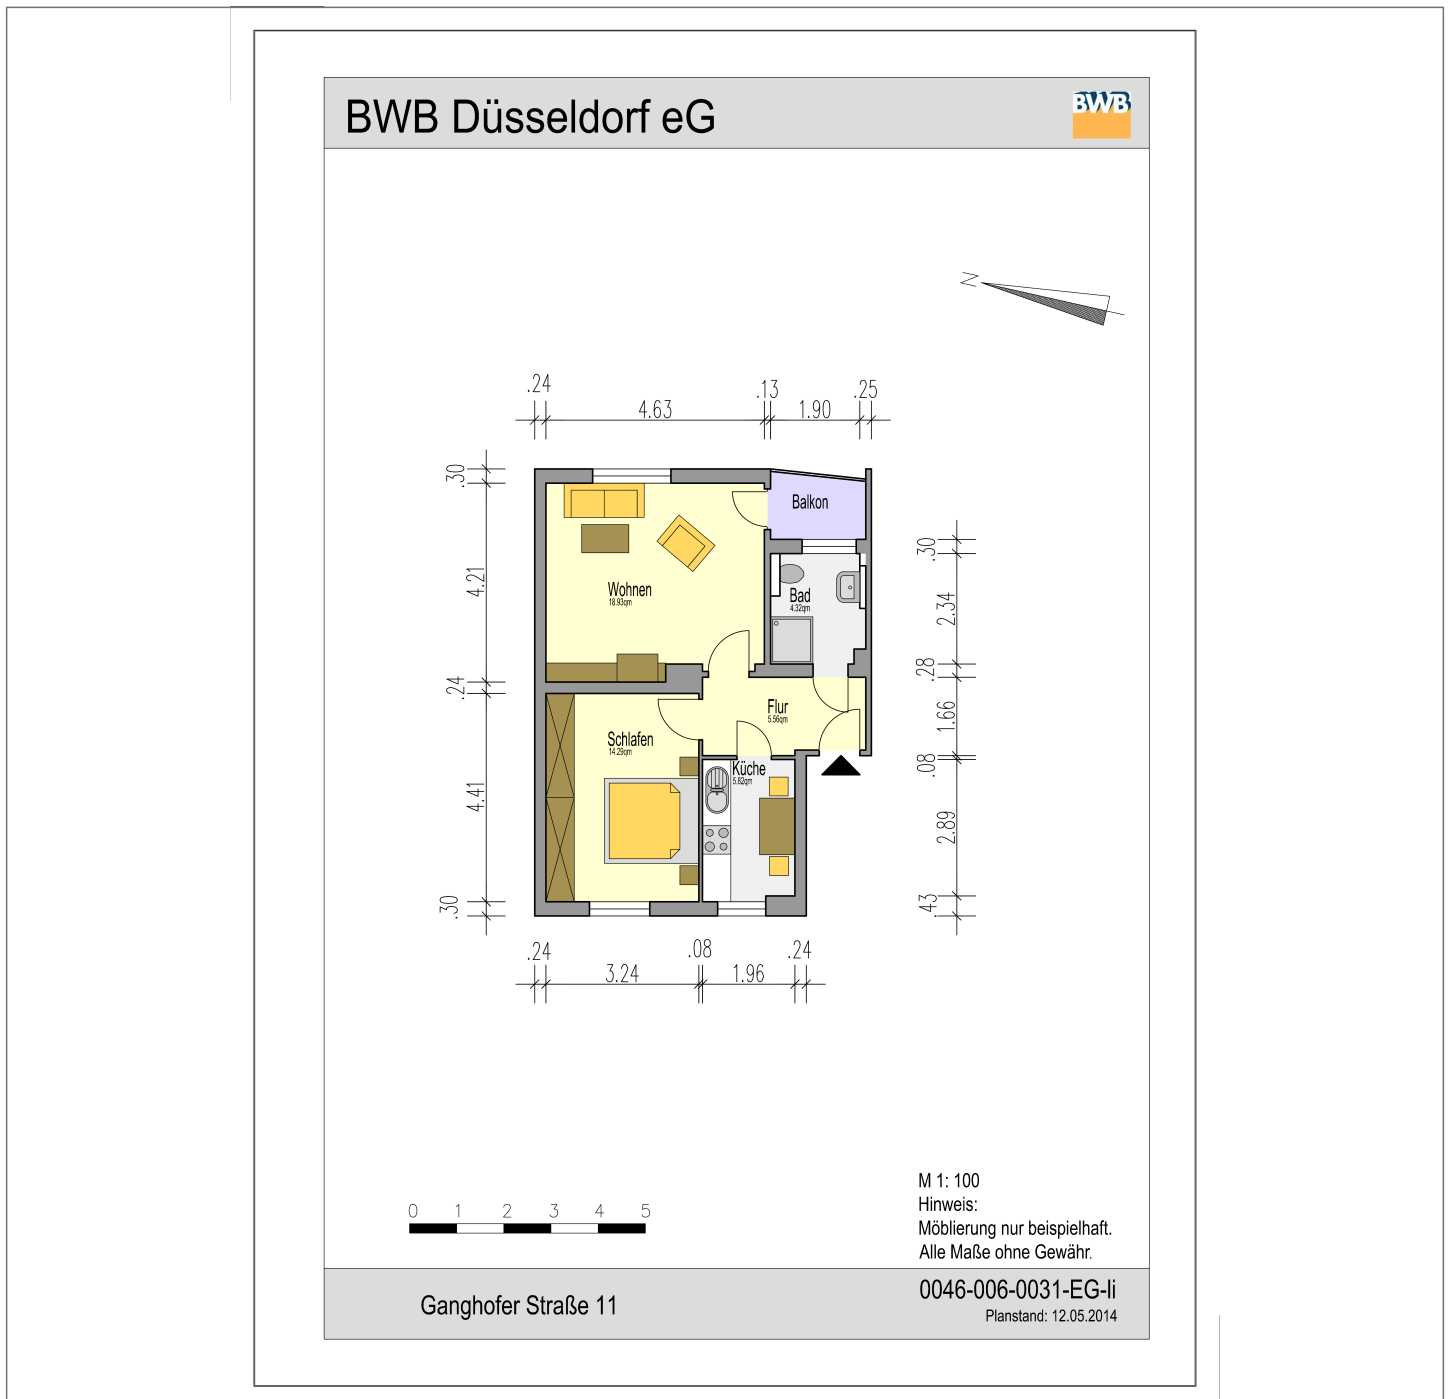 BWB Düsseldorf eG
BWB
N
.24
4.63
.13
1.90
.25
.30
4.21
.24
4.41
.30
Balkon
Wohnen
18.93qm
Bad
4.32qm
Flur
5.56qm
Schlafen
14.29qm
Küche
5.62qm
.30
2.34
.28
1.66
.08
2.89
.43
.24
3.24
.08
1.96
.24
0 1 2 3 4 5
M 1: 100
Hinweis:
Möblierung nur beispielhaft.
Alle Maße ohne Gewähr.
Ganghofer Straße 11
0046-006-0031-EG-li
Planstand: 12.05.2014